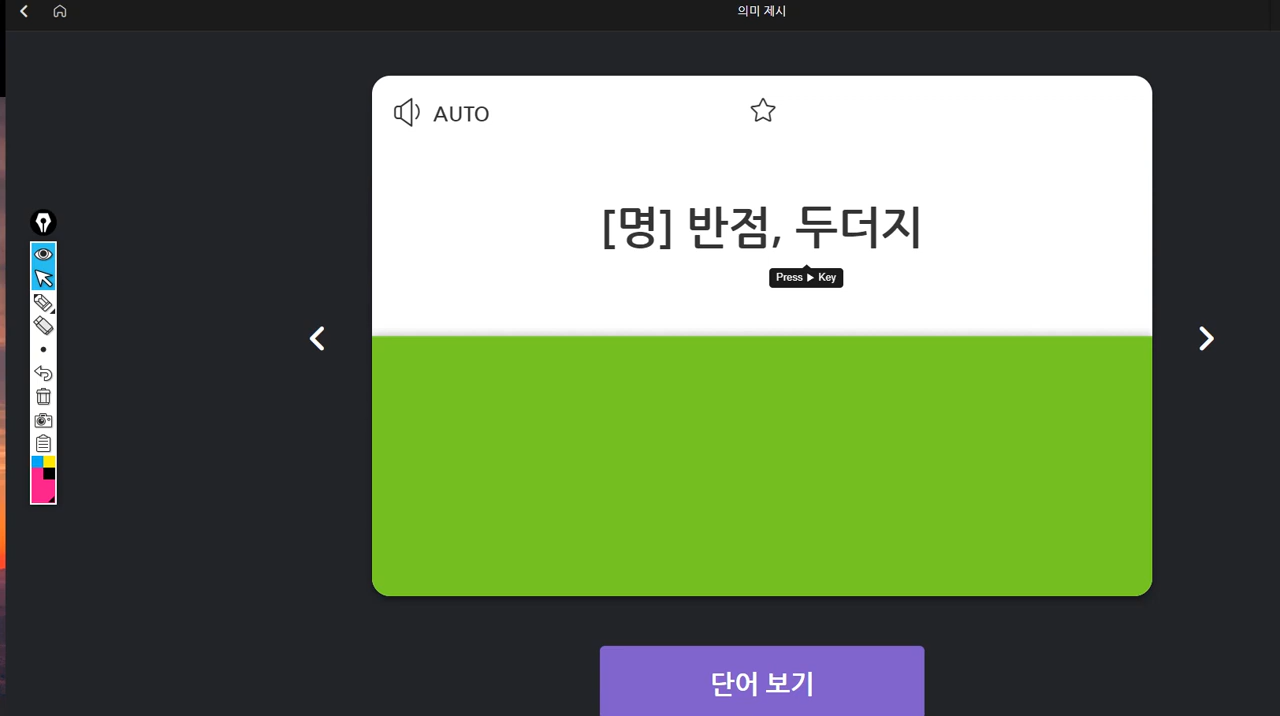 의미 제시
AUTO
[명] 반점, 두더지
Press ▶ Key
단어 보기